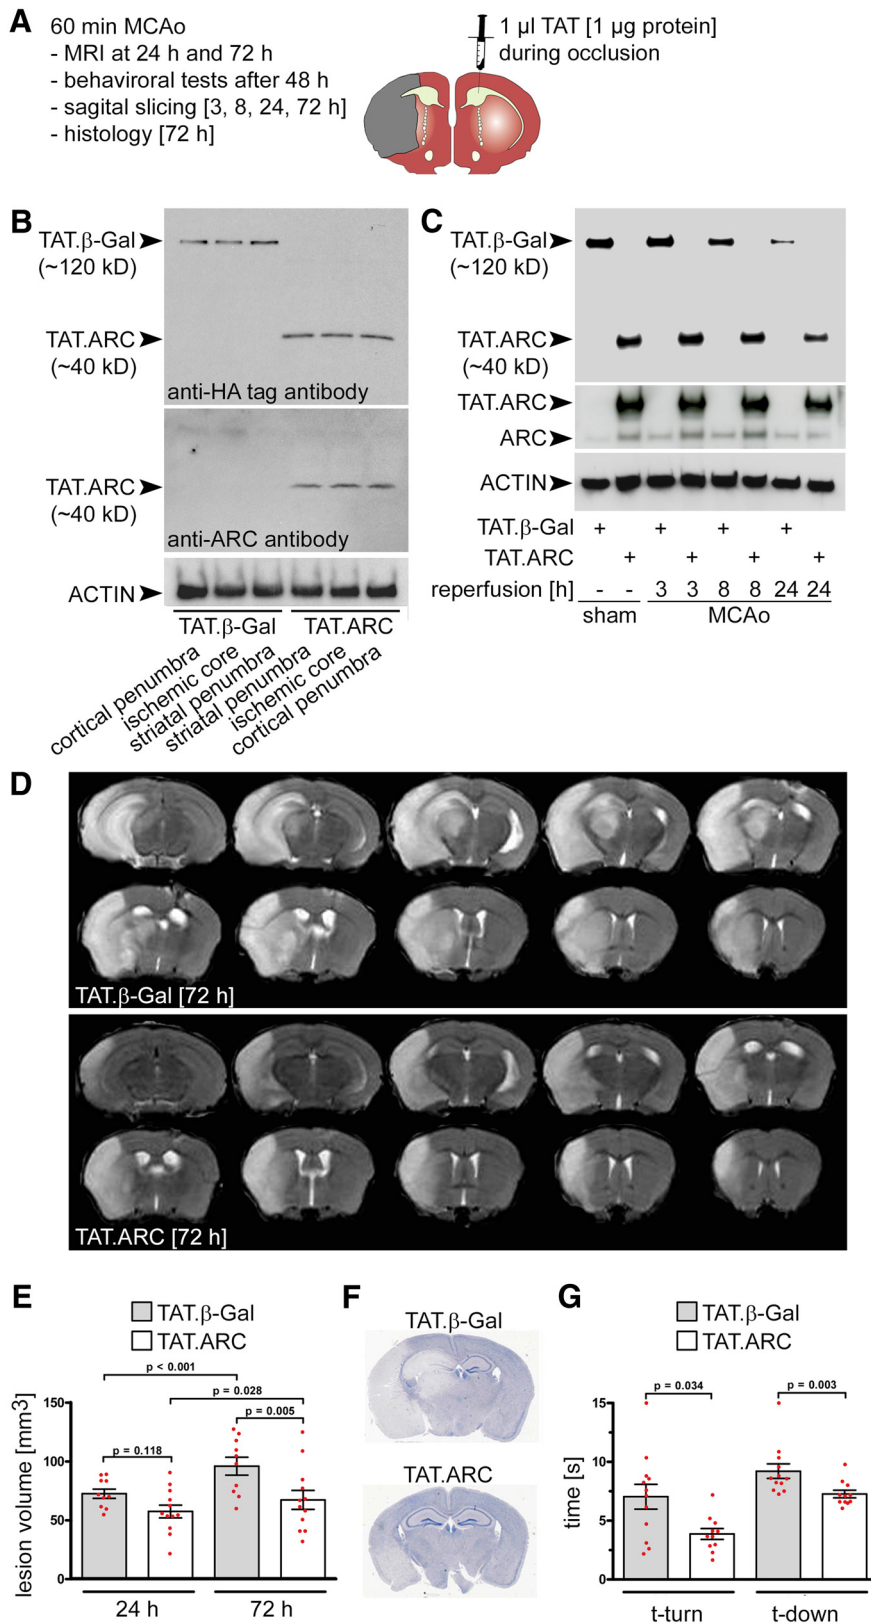 A
60 min MCAo
- MRI at 24 h and 72 h
- behaviroral tests after 48 h
- sagital slicing [3, 8, 24, 72 h]
- histology [72 h]
1 µl TAT [1 µg protein]
during occlusion
B
TAT.β-Gal
(~120 kD)
TAT.ARC
(~40 kD)
anti-HA tag antibody
TAT.ARC
(~40 kD)
anti-ARC antibody
ACTIN
TAT.β-Gal TAT.ARC
cortical penumbra
ischemic core
striatal penumbra
striatal penumbra
ischemic core
cortical penumbra
C
TAT.β-Gal
(~120 kD)
TAT.ARC
(~40 kD)
TAT.ARC
ARC
ACTIN
TAT.β-Gal + + + +
TAT.ARC + + + +
reperfusion [h] - - 3 3 8 8 24 24
sham MCAo
D
TAT.β-Gal [72 h]
TAT.ARC [72 h]
E
TAT.β-Gal
TAT.ARC
p < 0.001
p = 0.028
p = 0.005
p = 0.118
lesion volume [mm3]
150
100
50
0
24 h 72 h
F
TAT.β-Gal
TAT.ARC
G
TAT.β-Gal
TAT.ARC
p = 0.034
p = 0.003
time [s]
15
10
5
0
t-turn t-down